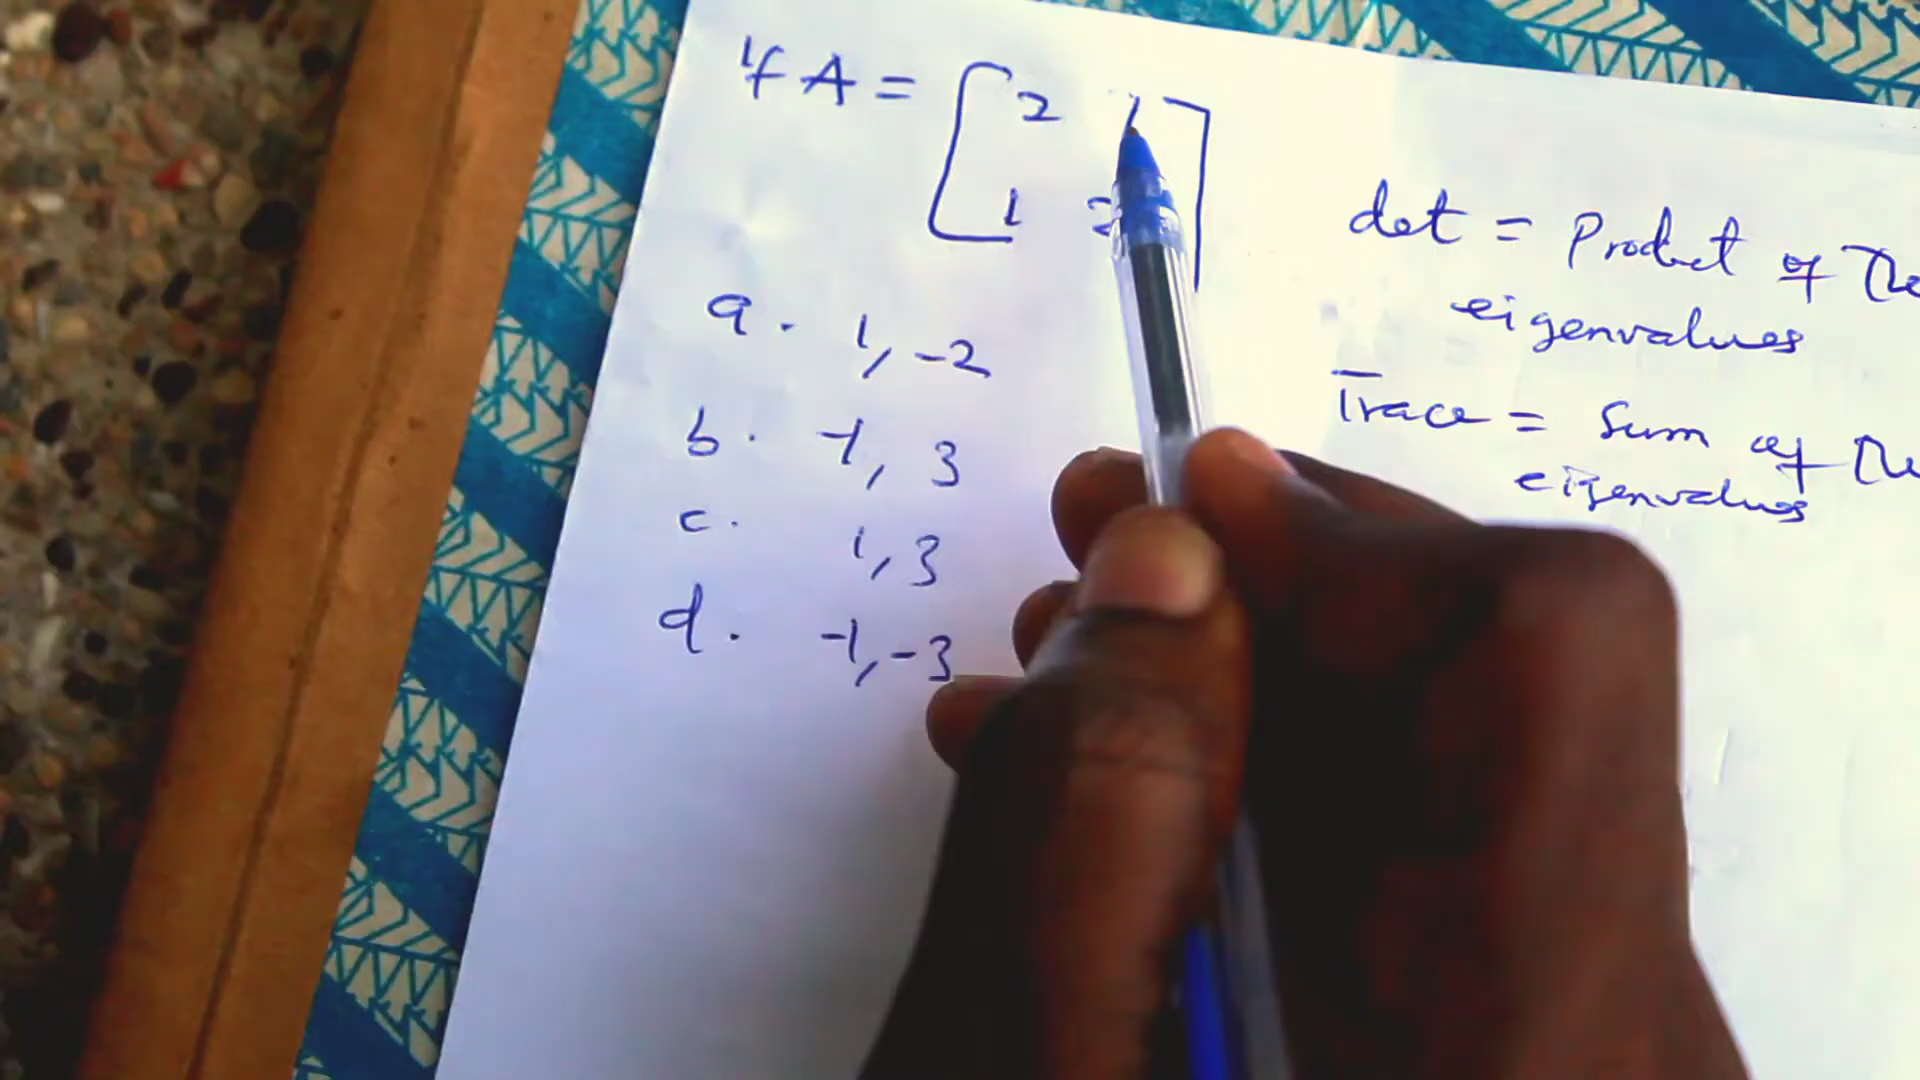 If A = [ 2 1
1 2 ]
a. 1, -2
b. -1, 3
c. 1, 3
d. -1, -3
det = Product of the
eigenvalues
Trace = Sum of the
eigenvalues